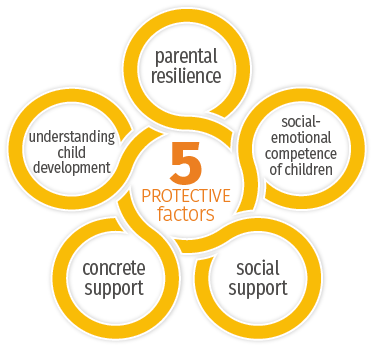 parental
resilience
social-
emotional
competence
of children
understanding
child
development
5
PROTECTIVE
factors
concrete
support
social
support